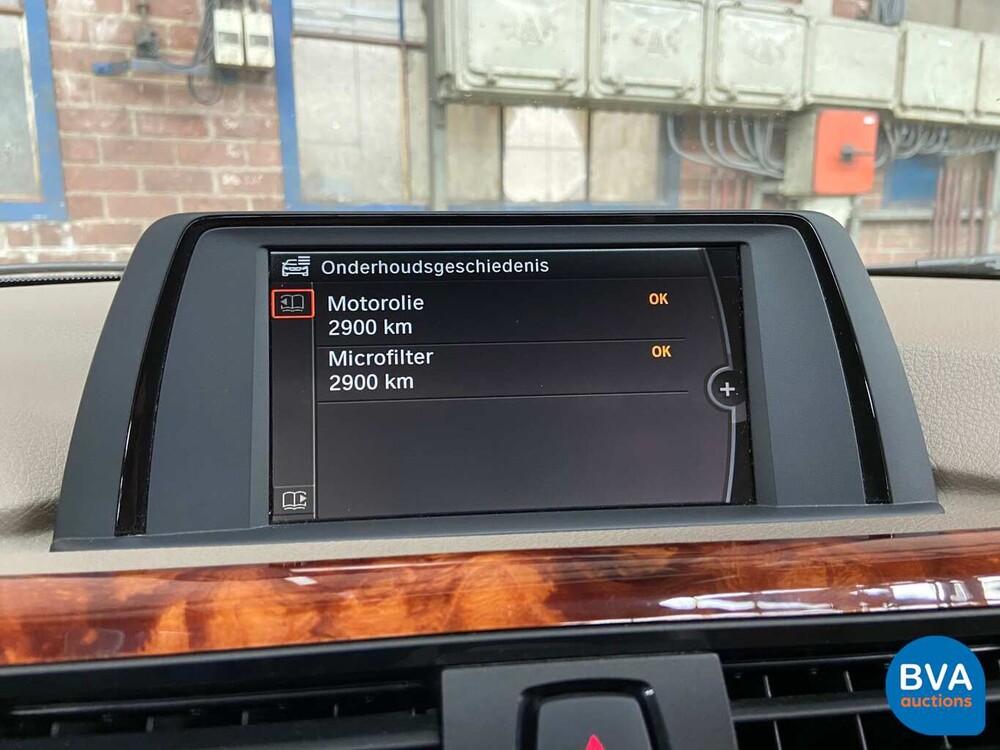 Onderhoudsgeschiedenis
Motorolie OK
2900 km
Microfilter OK
2900 km
BVA
auctions